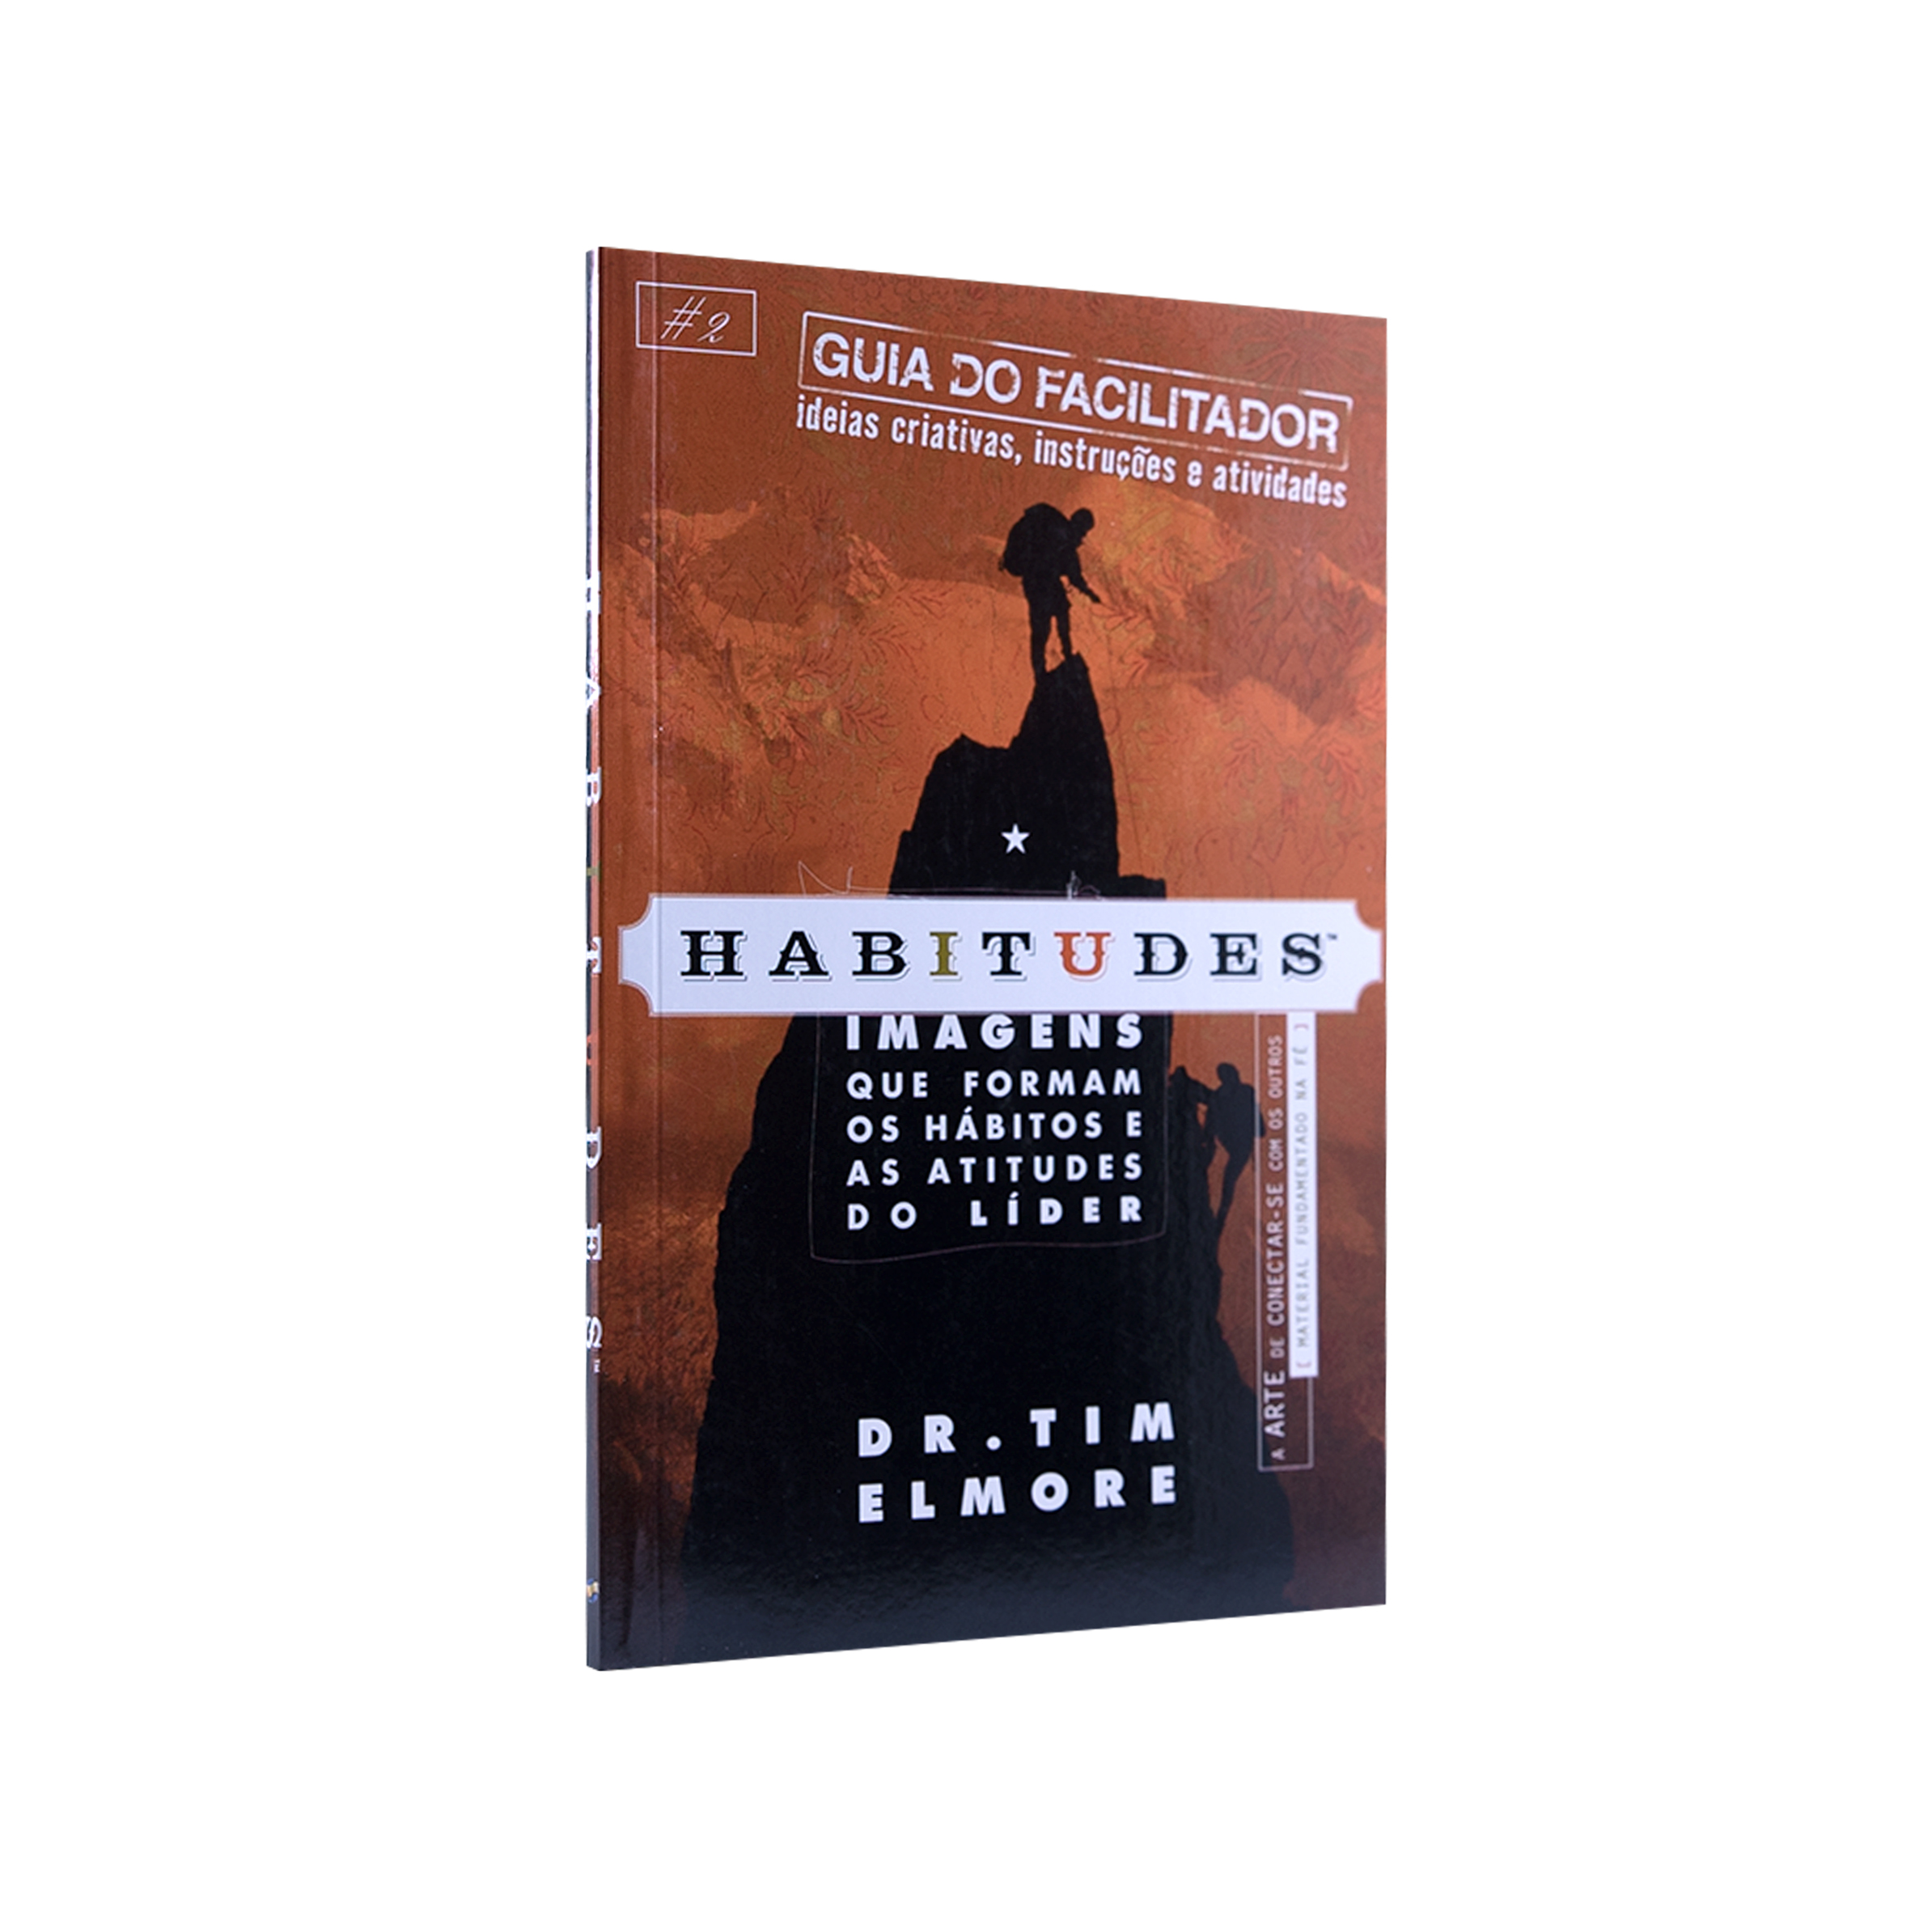 #2
GUIA DO FACILITADOR
ideias criativas, instruções e atividades
HABITUDES™
IMAGENS
QUE FORMAM
OS HÁBITOS E
AS ATITUDES
DO LÍDER
A ARTE DE CONECTAR-SE COM OS OUTROS
[ MATERIAL FUNDAMENTADO NA FÉ ]
DR. TIM
ELMORE
HABITUDES™